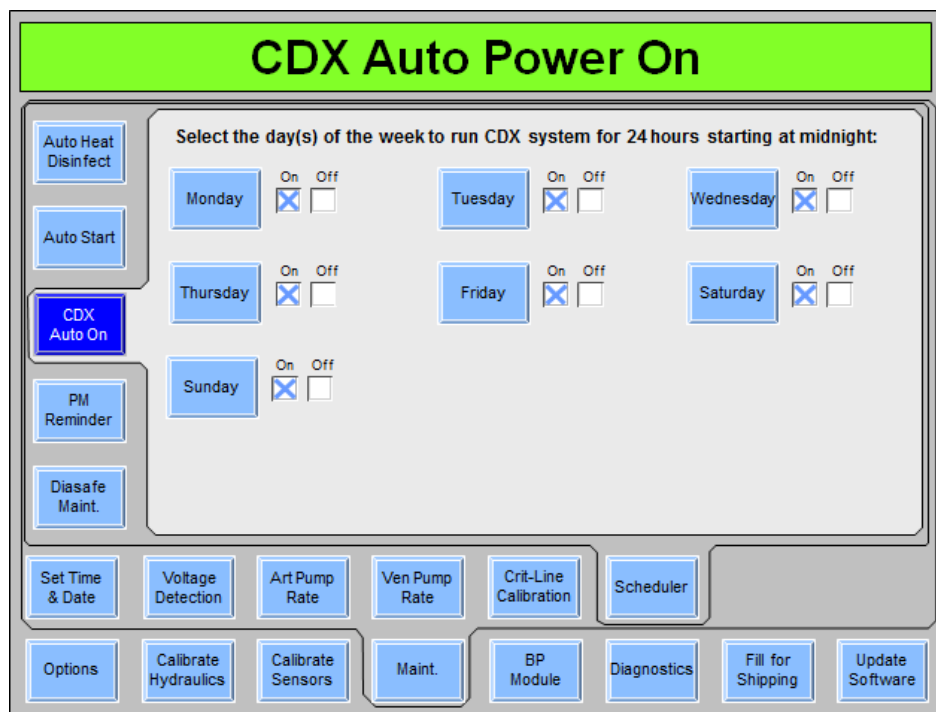 CDX Auto Power On
Select the day(s) of the week to run CDX system for 24 hours starting at midnight:
Auto Heat
Disinfect
Auto Start
CDX
Auto On
PM
Reminder
Diasafe
Maint.
On Off
Monday
On Off
Tuesday
On Off
Wednesday
On Off
Thursday
On Off
Friday
On Off
Saturday
On Off
Sunday
Set Time
& Date
Voltage
Detection
Art Pump
Rate
Ven Pump
Rate
Crit-Line
Calibration
Scheduler
Options
Calibrate
Hydraulics
Calibrate
Sensors
Maint.
BP
Module
Diagnostics
Fill for
Shipping
Update
Software